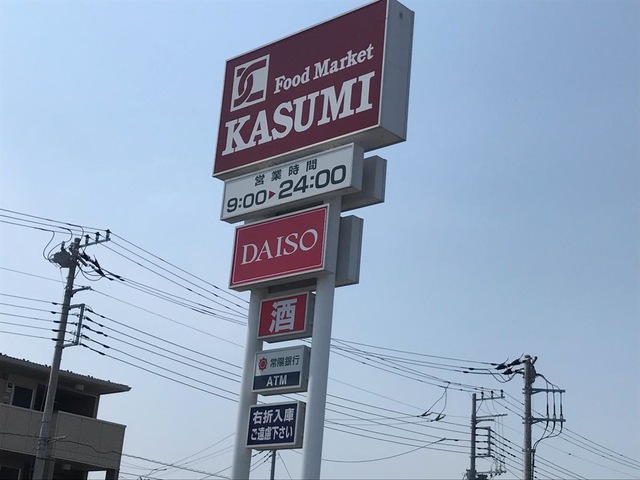 Food Market
KASUMI
営業時間
9:00▶24:00
DAISO
酒
常陽銀行
ATM
右折入庫
ご遠慮下さい